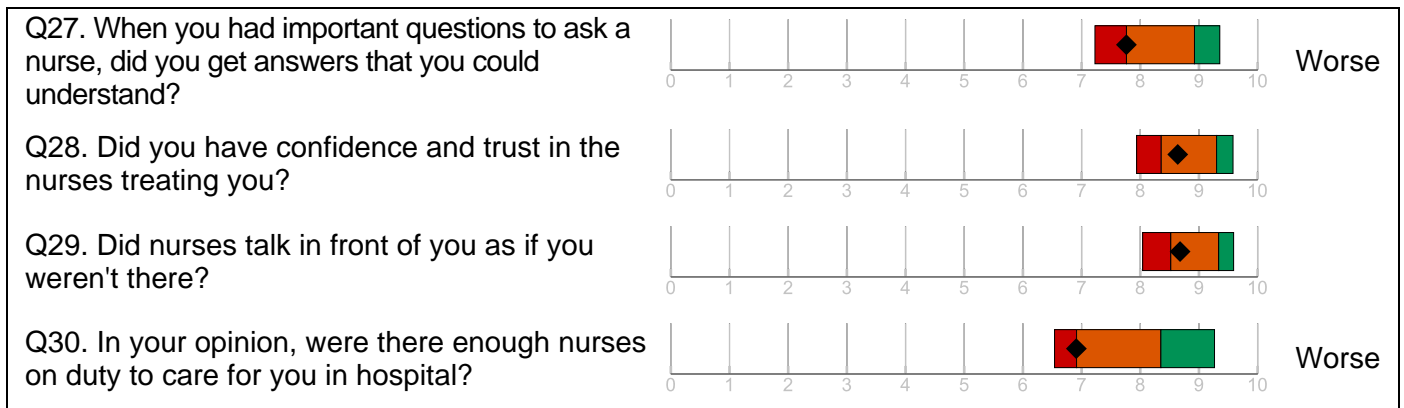 Q27. When you had important questions to ask a
nurse, did you get answers that you could
understand?
0 1 2 3 4 5 6 7 8 9 10
Worse
Q28. Did you have confidence and trust in the
nurses treating you?
0 1 2 3 4 5 6 7 8 9 10
Q29. Did nurses talk in front of you as if you
weren't there?
0 1 2 3 4 5 6 7 8 9 10
Q30. In your opinion, were there enough nurses
on duty to care for you in hospital?
0 1 2 3 4 5 6 7 8 9 10
Worse